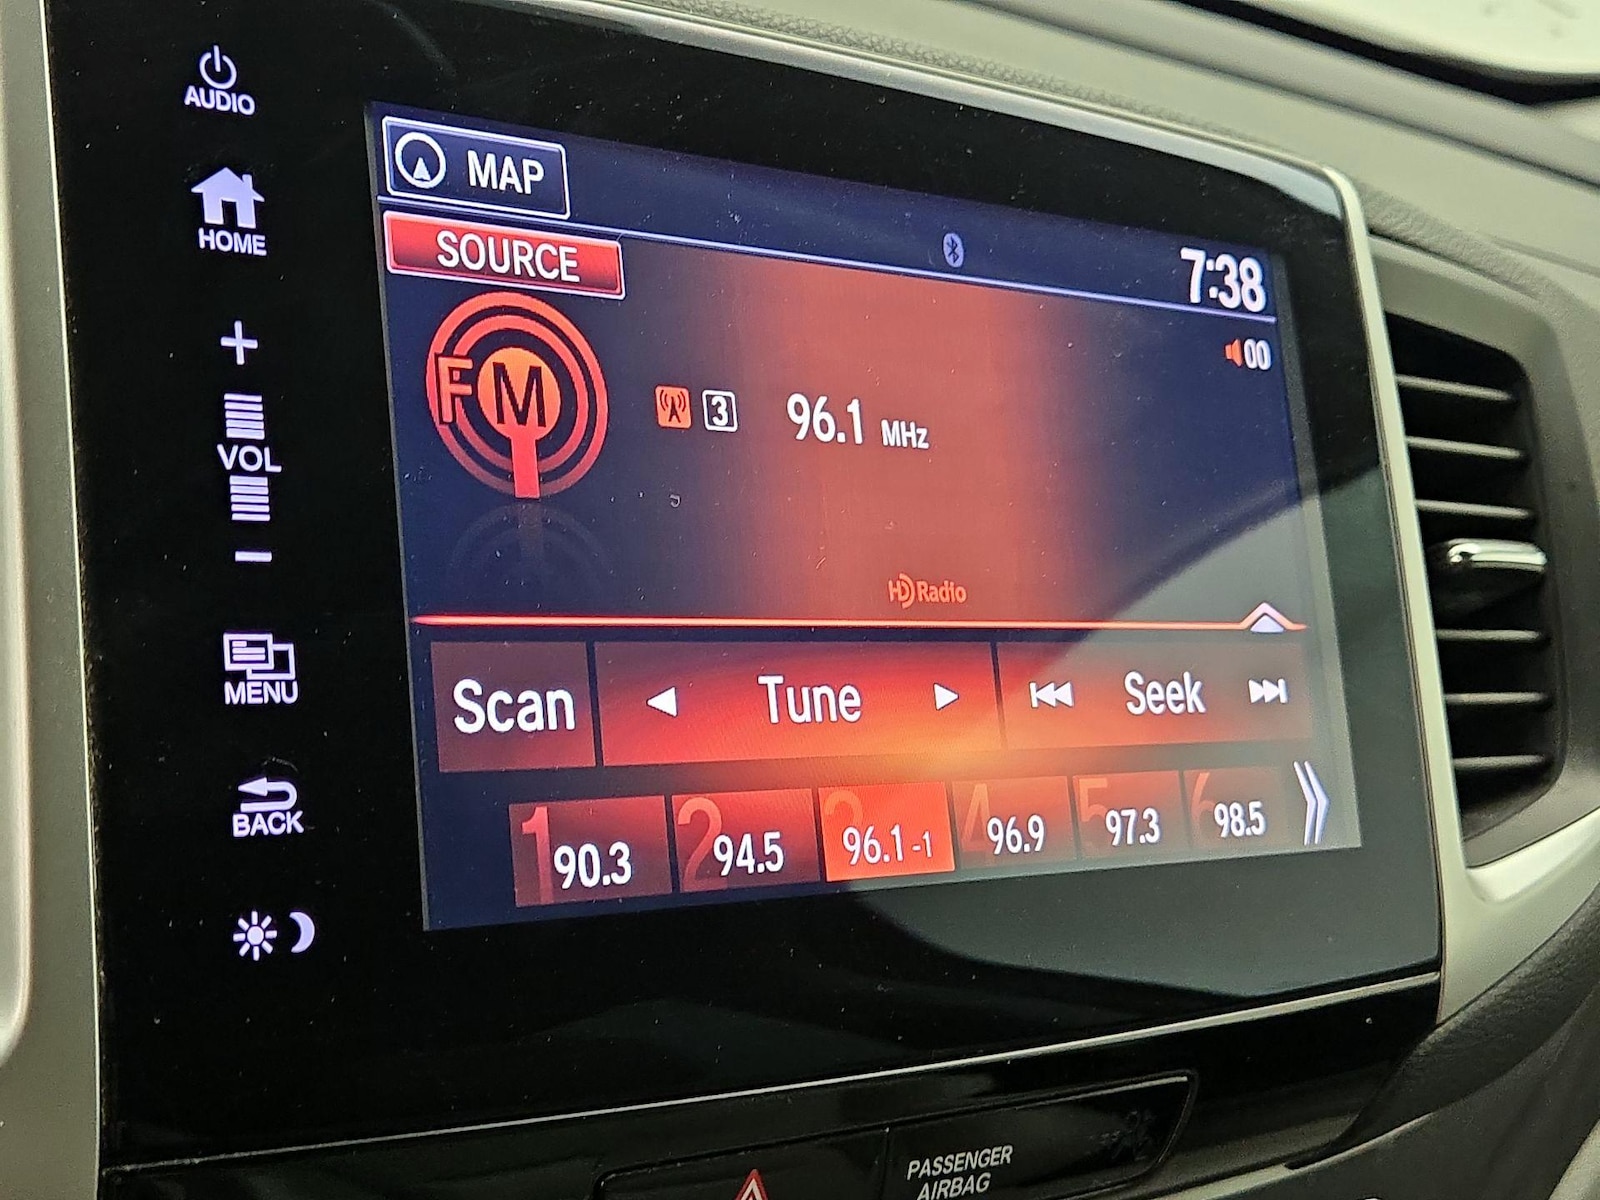 AUDIO
MAP
HOME
SOURCE
7:38
00
FM
3
96.1 MHz
VOL
HD Radio
MENU
Scan
Tune
Seek
BACK
1 90.3
2 94.5
3 96.1-1
4 96.9
5 97.3
6 98.5
PASSENGER
AIRBAG